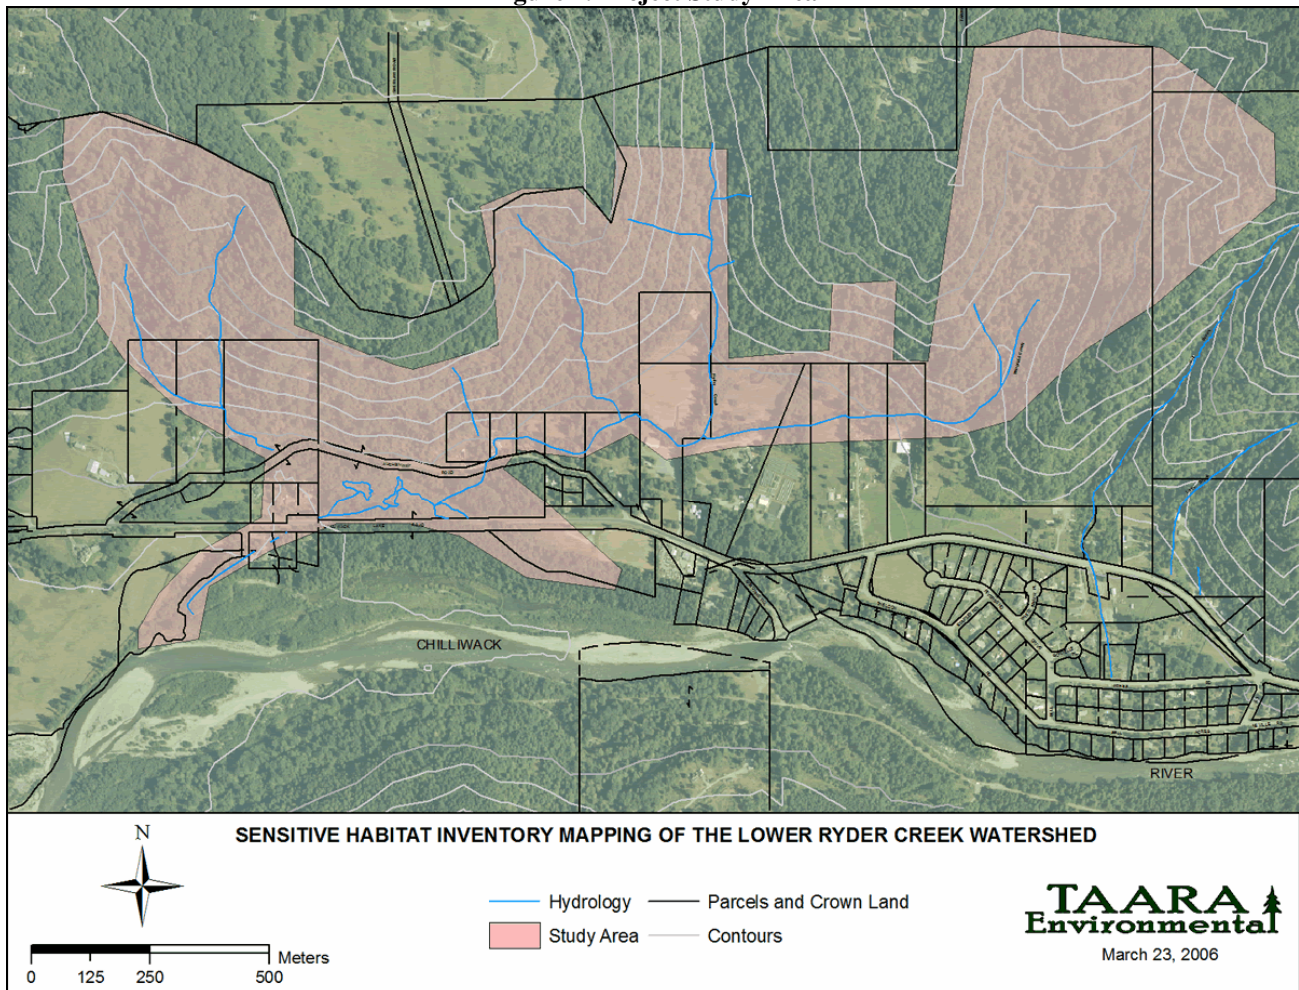 CHILLIWACK
RIVER
SENSITIVE HABITAT INVENTORY MAPPING OF THE LOWER RYDER CREEK WATERSHED
N
Hydrology
Parcels and Crown Land
Study Area
Contours
Meters
0 125 250 500
TAARA
Environmental
March 23, 2006